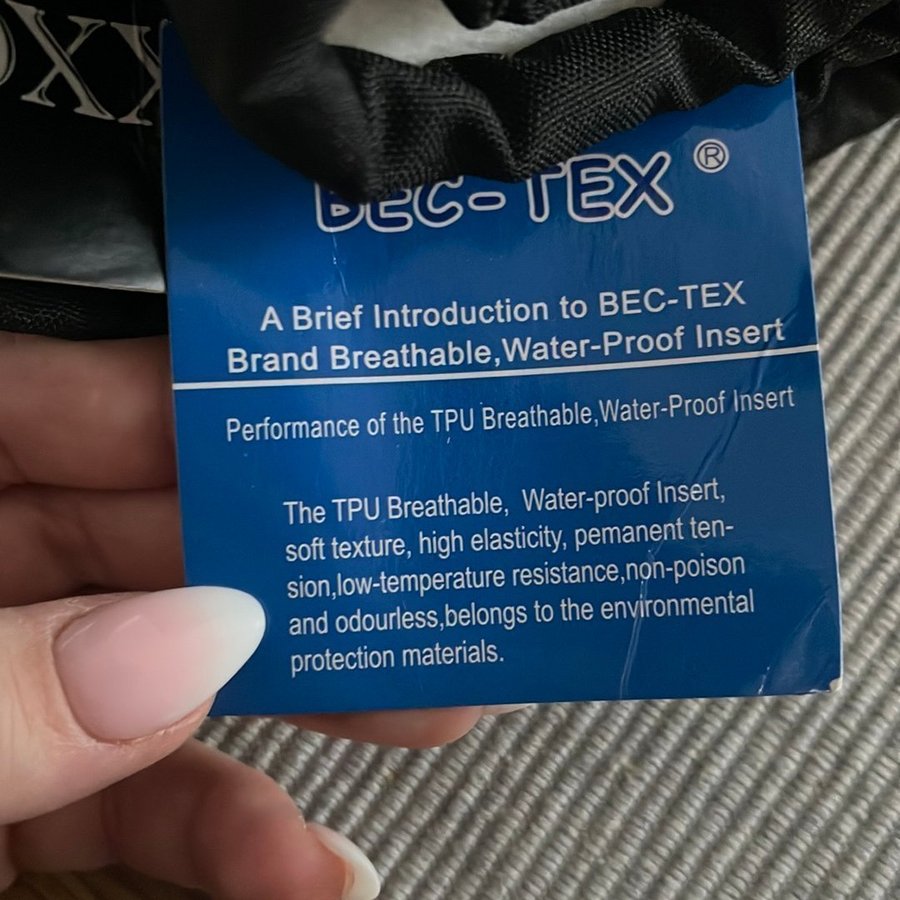 BEC-TEX ®
A Brief Introduction to BEC-TEX
Brand Breathable,Water-Proof Insert
Performance of the TPU Breathable,Water-Proof Insert
The TPU Breathable, Water-proof Insert,
soft texture, high elasticity, pemanent ten-
sion,low-temperature resistance,non-poison
and odourless,belongs to the environmental
protection materials.